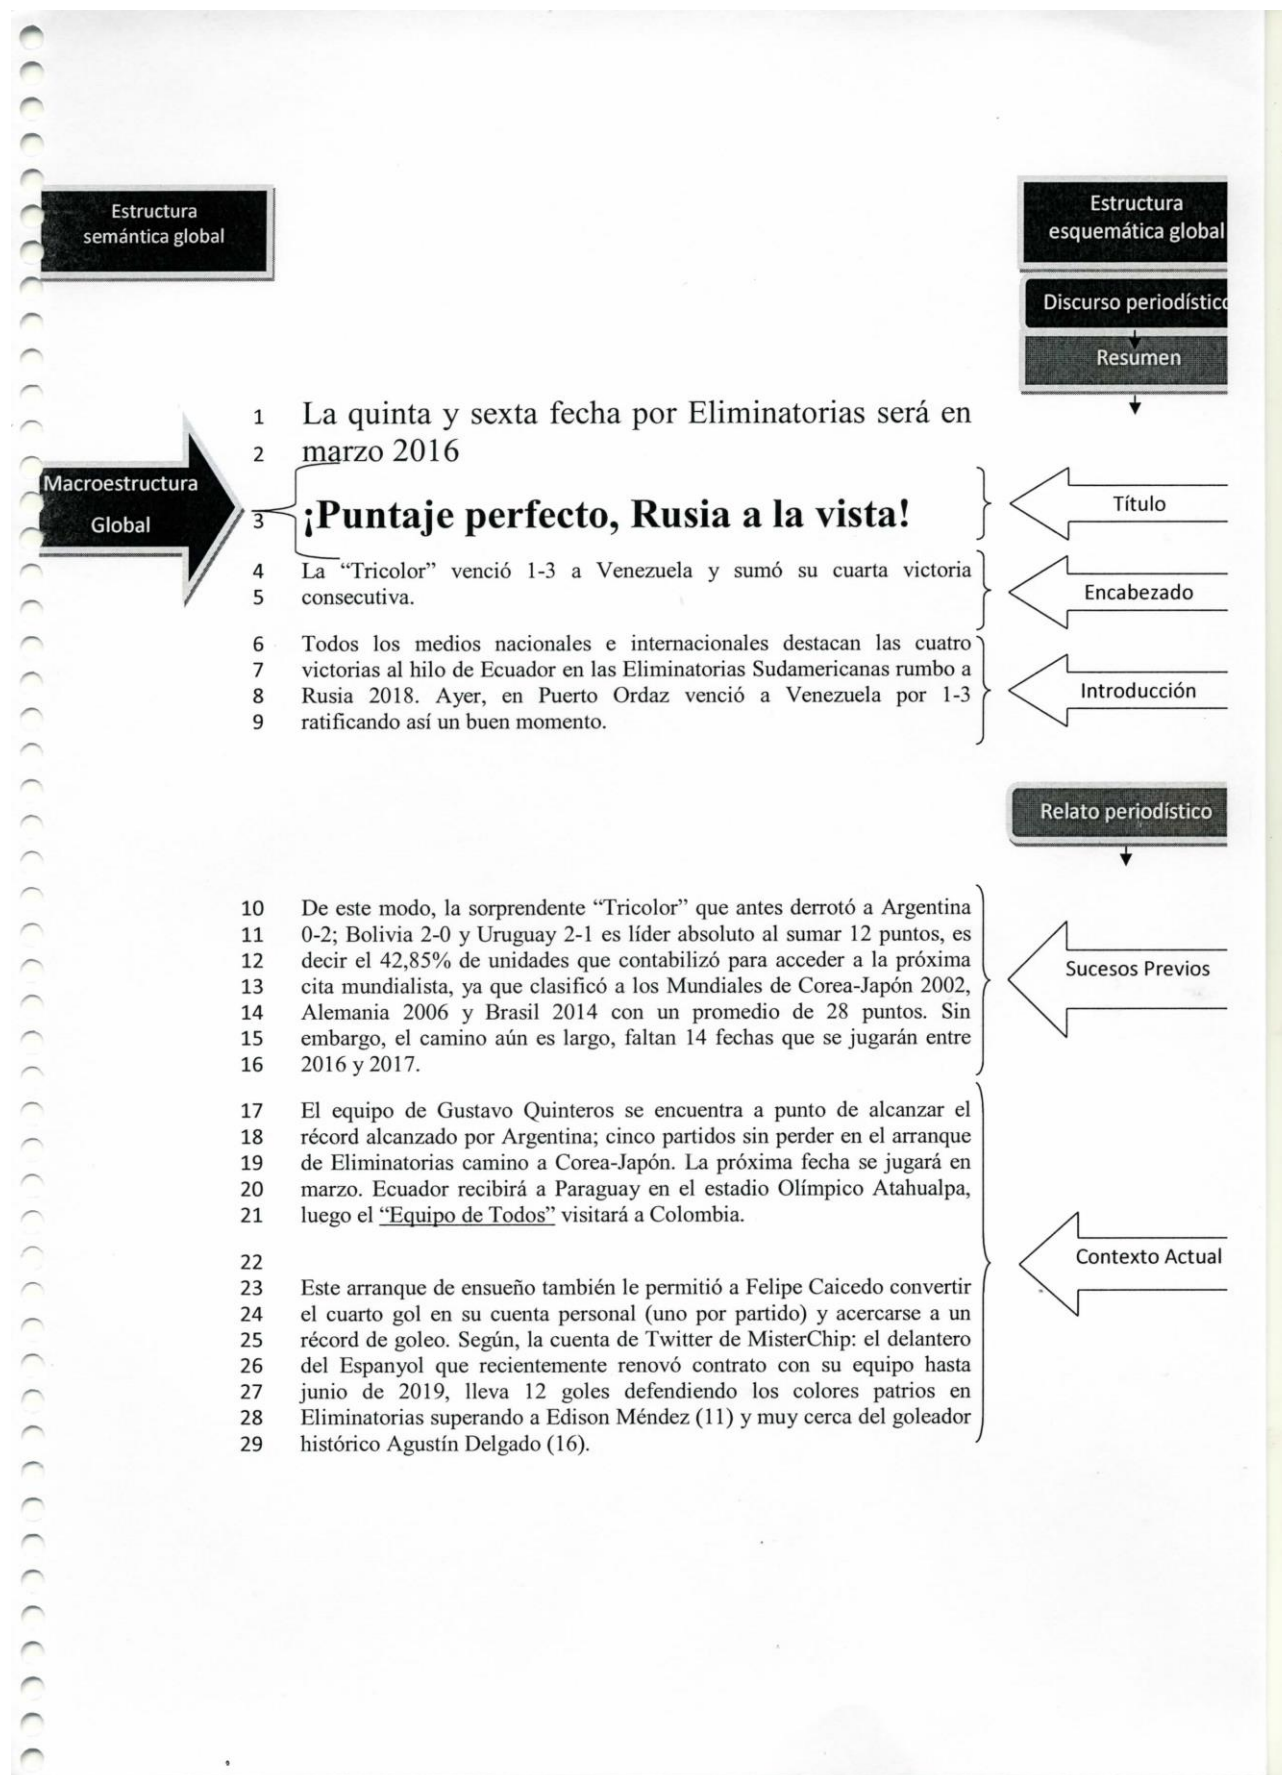 Estructura
semántica global
Estructura
esquemática global
Discurso periodístico
Resumen
1 La quinta y sexta fecha por Eliminatorias será en
2 marzo 2016
Macroestructura
Global
3 ¡Puntaje perfecto, Rusia a la vista!
Título
4 La “Tricolor” venció 1-3 a Venezuela y sumó su cuarta victoria
5 consecutiva.
Encabezado
6 Todos los medios nacionales e internacionales destacan las cuatro
7 victorias al hilo de Ecuador en las Eliminatorias Sudamericanas rumbo a
8 Rusia 2018. Ayer, en Puerto Ordaz venció a Venezuela por 1-3
9 ratificando así un buen momento.
Introducción
Relato periodístico
10 De este modo, la sorprendente “Tricolor” que antes derrotó a Argentina
11 0-2; Bolivia 2-0 y Uruguay 2-1 es líder absoluto al sumar 12 puntos, es
12 decir el 42,85% de unidades que contabilizó para acceder a la próxima
13 cita mundialista, ya que clasificó a los Mundiales de Corea-Japón 2002,
14 Alemania 2006 y Brasil 2014 con un promedio de 28 puntos. Sin
15 embargo, el camino aún es largo, faltan 14 fechas que se jugarán entre
16 2016 y 2017.
Sucesos Previos
17 El equipo de Gustavo Quinteros se encuentra a punto de alcanzar el
18 récord alcanzado por Argentina; cinco partidos sin perder en el arranque
19 de Eliminatorias camino a Corea-Japón. La próxima fecha se jugará en
20 marzo. Ecuador recibirá a Paraguay en el estadio Olímpico Atahualpa,
21 luego el “Equipo de Todos” visitará a Colombia.
22
Contexto Actual
23 Este arranque de ensueño también le permitió a Felipe Caicedo convertir
24 el cuarto gol en su cuenta personal (uno por partido) y acercarse a un
25 récord de goleo. Según, la cuenta de Twitter de MisterChip: el delantero
26 del Espanyol que recientemente renovó contrato con su equipo hasta
27 junio de 2019, lleva 12 goles defendiendo los colores patrios en
28 Eliminatorias superando a Edison Méndez (11) y muy cerca del goleador
29 histórico Agustín Delgado (16).